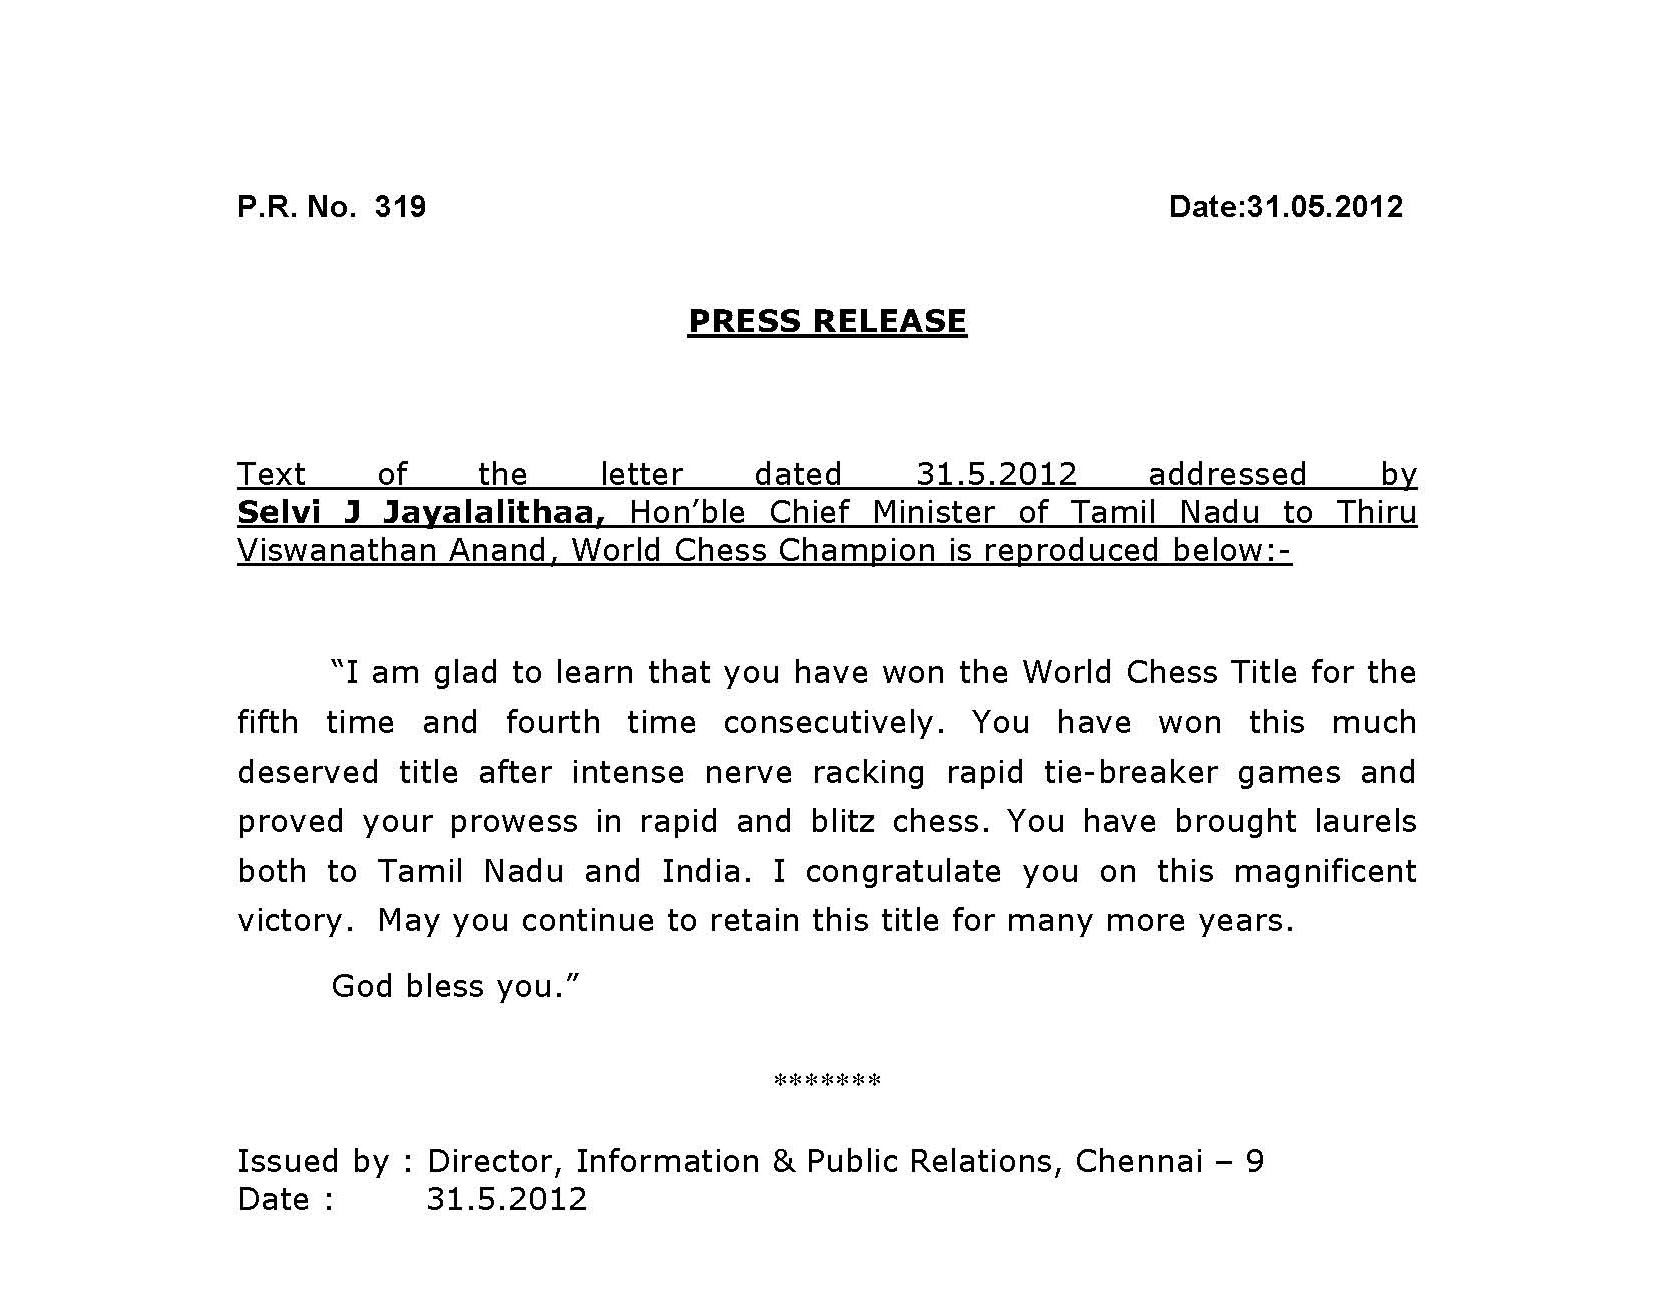 P.R. No. 319 Date:31.05.2012
PRESS RELEASE
Text of the letter dated 31.5.2012 addressed by
Selvi J Jayalalithaa, Hon’ble Chief Minister of Tamil Nadu to Thiru
Viswanathan Anand, World Chess Champion is reproduced below:-
“I am glad to learn that you have won the World Chess Title for the
fifth time and fourth time consecutively. You have won this much
deserved title after intense nerve racking rapid tie-breaker games and
proved your prowess in rapid and blitz chess. You have brought laurels
both to Tamil Nadu and India. I congratulate you on this magnificent
victory. May you continue to retain this title for many more years.
God bless you.”
*******
Issued by : Director, Information & Public Relations, Chennai – 9
Date : 31.5.2012